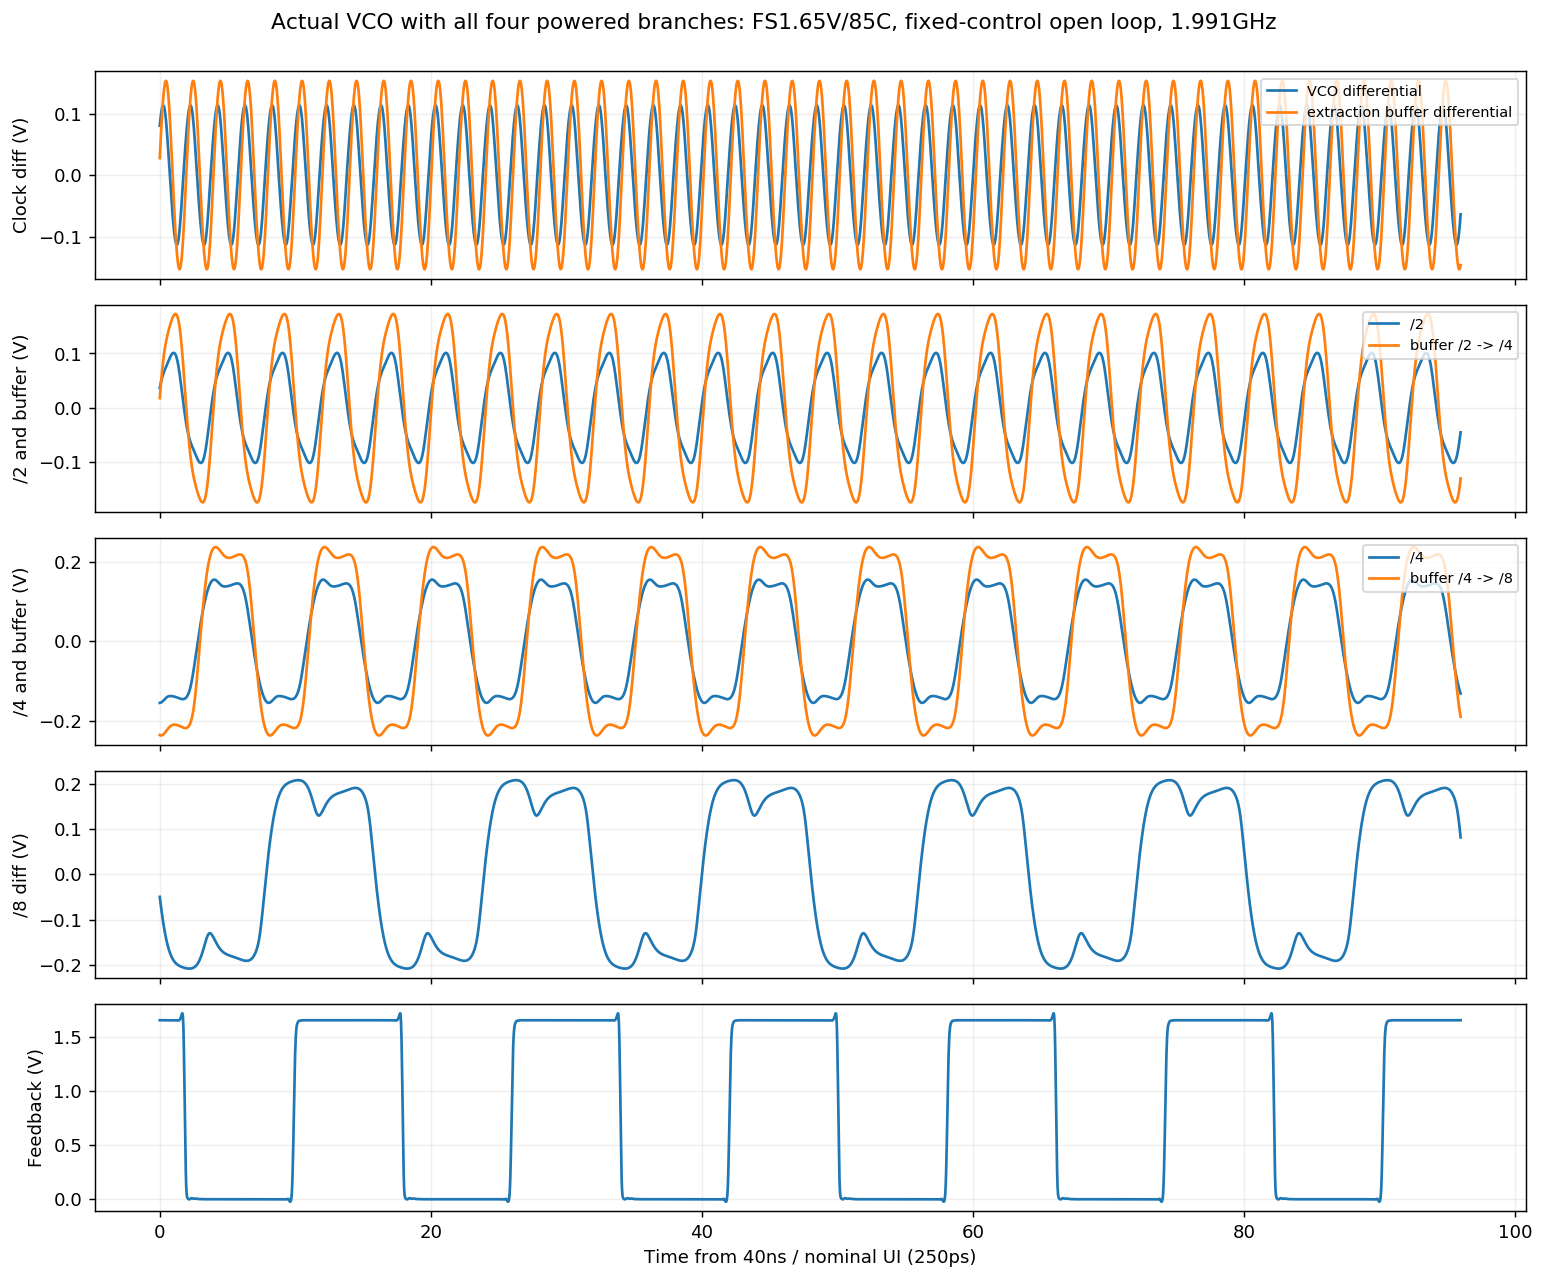 Actual VCO with all four powered branches: FS1.65V/85C, fixed-control open loop, 1.991GHz
Clock diff (V)
0.1
0.0
−0.1
VCO differential
extraction buffer differential
/2 and buffer (V)
0.1
0.0
−0.1
/2
buffer /2 -> /4
/4 and buffer (V)
0.2
0.0
−0.2
/4
buffer /4 -> /8
/8 diff (V)
0.2
0.1
0.0
−0.1
−0.2
Feedback (V)
1.5
1.0
0.5
0.0
0 20 40 60 80 100
Time from 40ns / nominal UI (250ps)